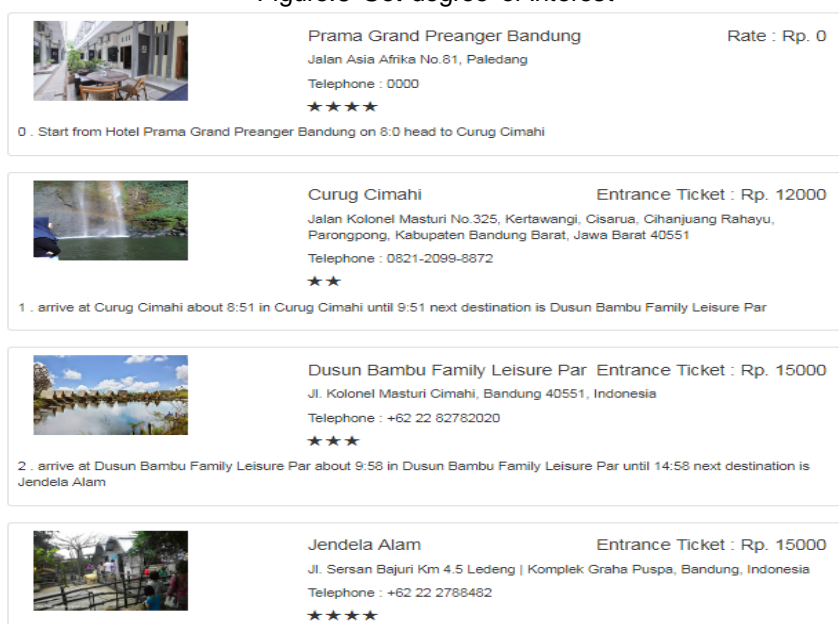 Prama Grand Preanger Bandung Rate : Rp. 0
Jalan Asia Afrika No.81, Paledang
Telephone : 0000
★★★★
0 . Start from Hotel Prama Grand Preanger Bandung on 8:0 head to Curug Cimahi
Curug Cimahi Entrance Ticket : Rp. 12000
Jalan Kolonel Masturi No.325, Kertawangi, Cisarua, Cihanjuang Rahayu,
Parongpong, Kabupaten Bandung Barat, Jawa Barat 40551
Telephone : 0821-2099-8872
★★
1 . arrive at Curug Cimahi about 8:51 in Curug Cimahi until 9:51 next destination is Dusun Bambu Family Leisure Par
Dusun Bambu Family Leisure Par Entrance Ticket : Rp. 15000
Jl. Kolonel Masturi Cimahi, Bandung 40551, Indonesia
Telephone : +62 22 82782020
★★★
2 . arrive at Dusun Bambu Family Leisure Par about 9:58 in Dusun Bambu Family Leisure Par until 14:58 next destination is
Jendela Alam
Jendela Alam Entrance Ticket : Rp. 15000
Jl. Sersan Bajuri Km 4.5 Ledeng | Komplek Graha Puspa, Bandung, Indonesia
Telephone : +62 22 2788482
★★★★